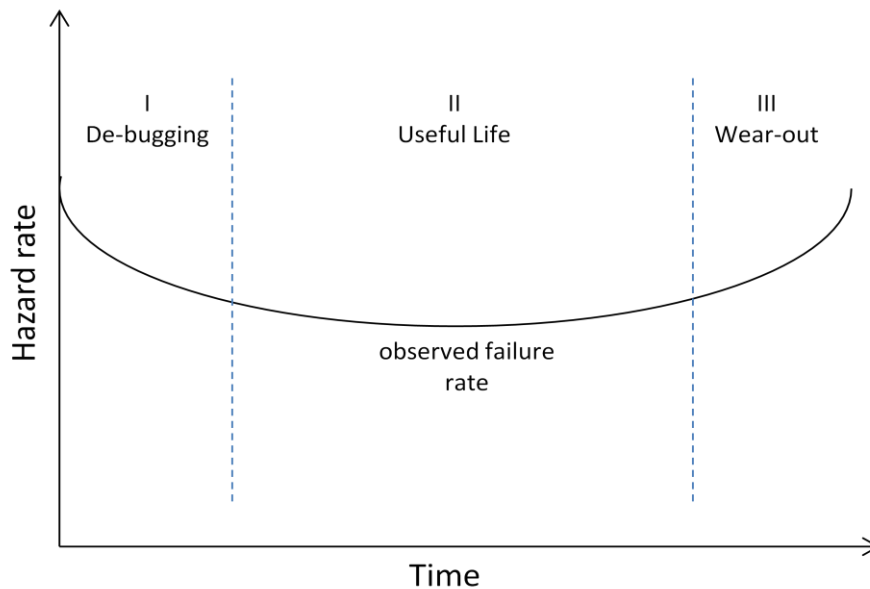 I
De-bugging
II
Useful Life
III
Wear-out
Hazard rate
observed failure
rate
Time